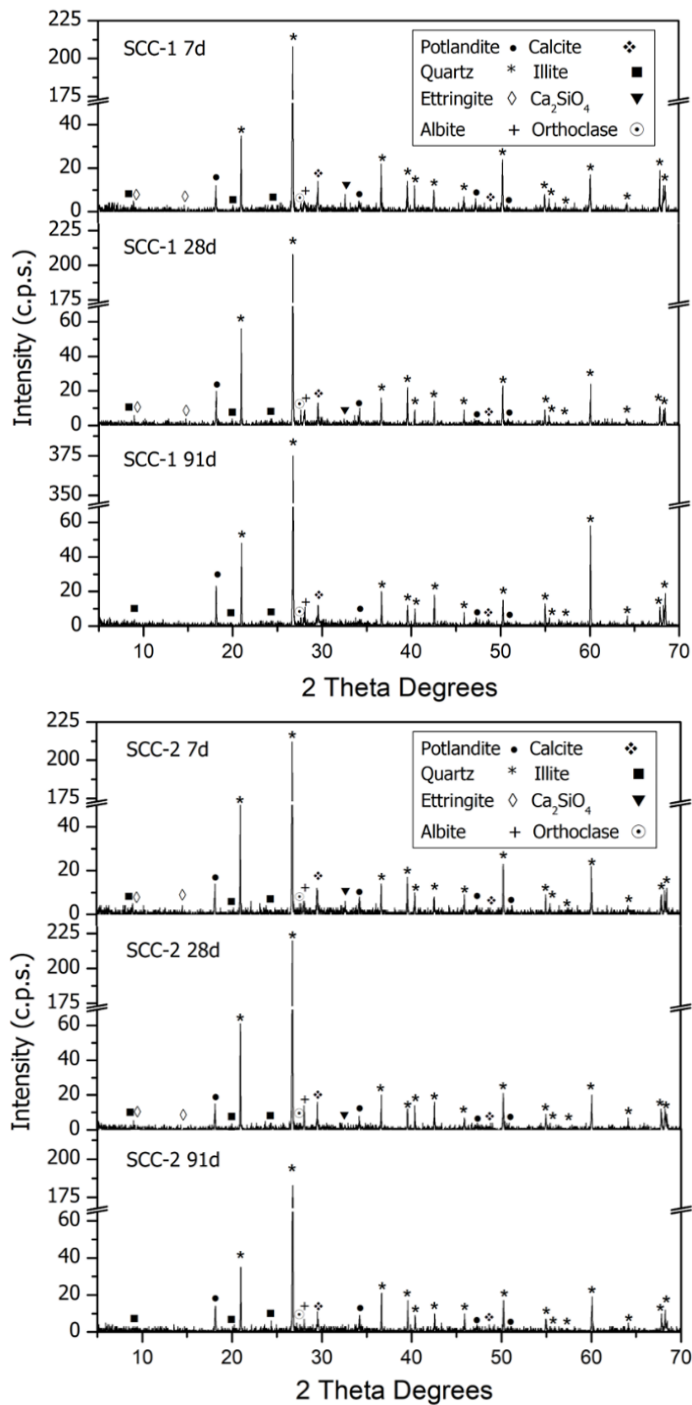 SCC-1 7d
Potlandite ● Calcite ❖
Quartz * Illite ■
Ettringite ◊ Ca₂SiO₄ ▼
Albite + Orthoclase ⊙
225
200
175
40
20
0
SCC-1 28d
225
200
175
60
40
20
0
SCC-1 91d
375
350
60
40
20
0
Intensity (c.p.s.)
10 20 30 40 50 60 70
2 Theta Degrees
SCC-2 7d
Potlandite ● Calcite ❖
Quartz * Illite ■
Ettringite ◊ Ca₂SiO₄ ▼
Albite + Orthoclase ⊙
225
200
175
40
20
0
SCC-2 28d
225
200
175
60
40
20
0
SCC-2 91d
200
175
60
40
20
0
Intensity (c.p.s.)
10 20 30 40 50 60 70
2 Theta Degrees